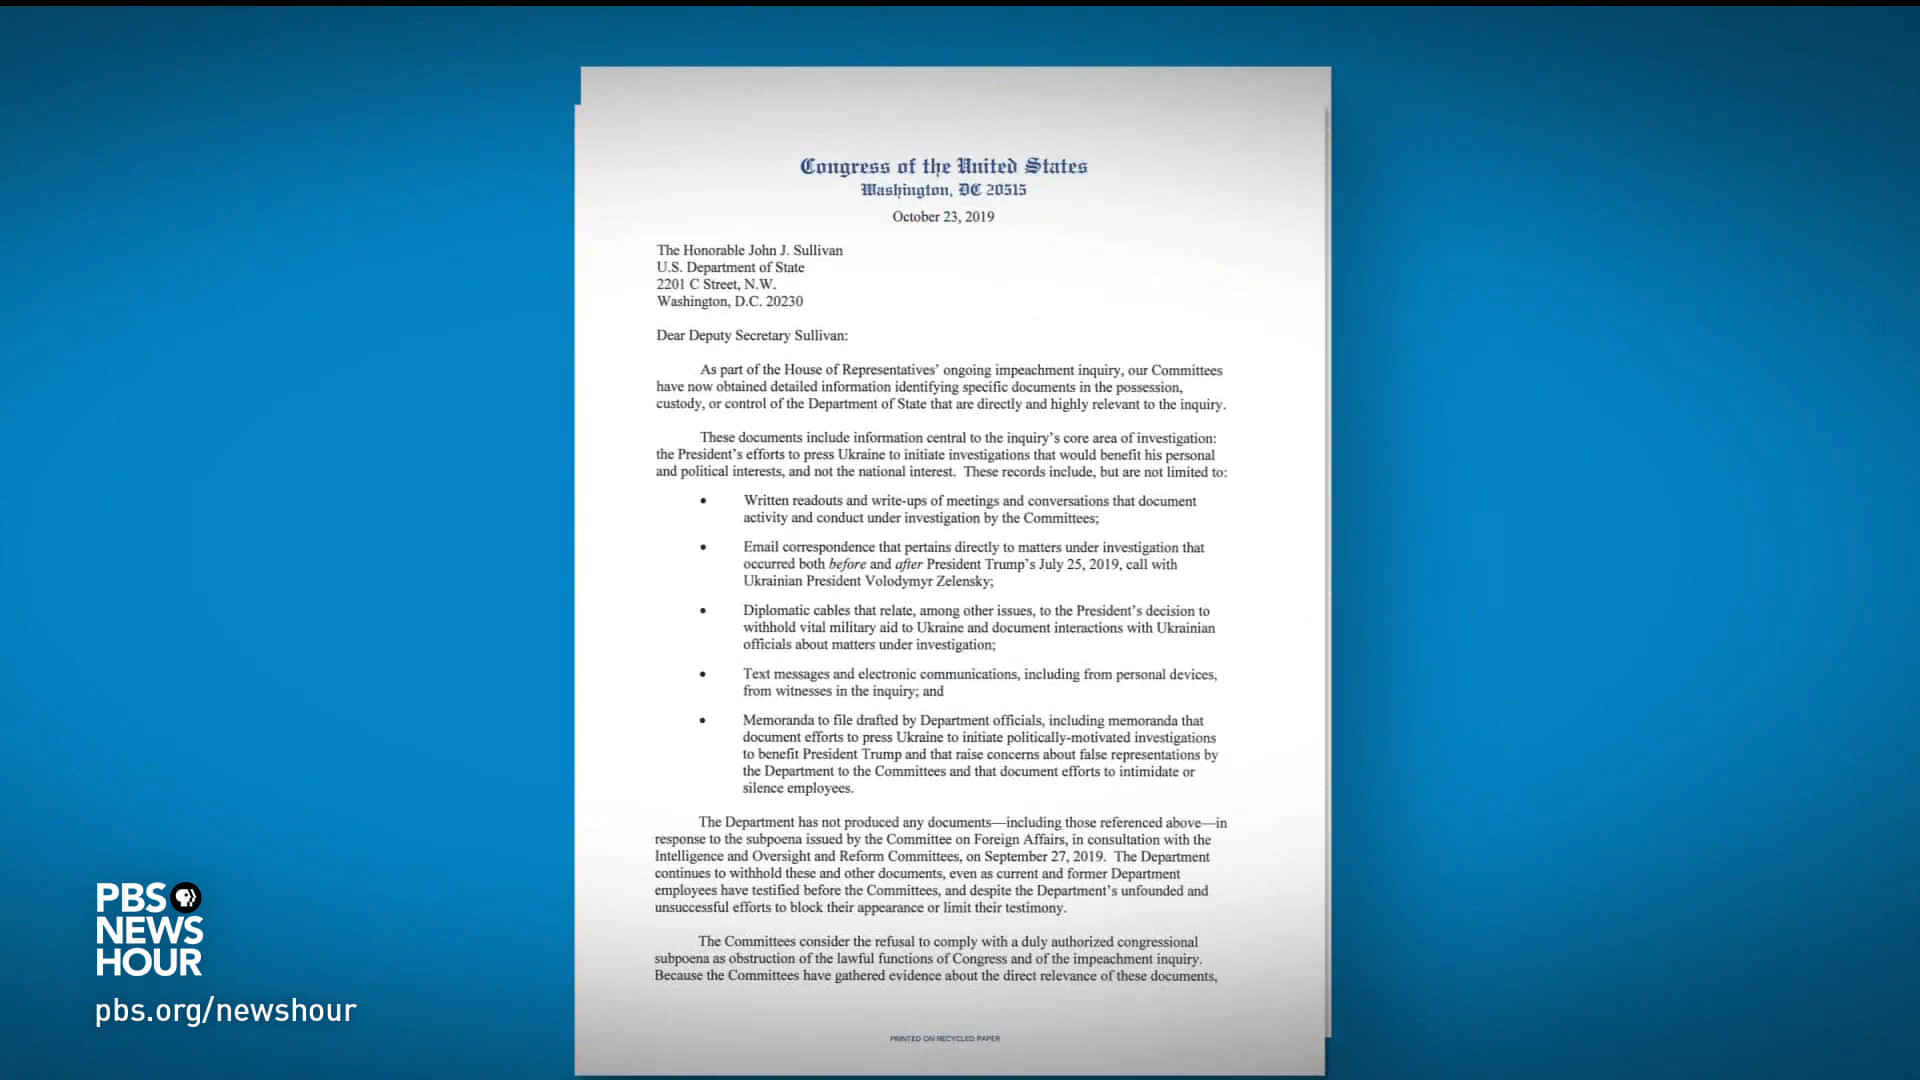 Congress of the United States
Washington, DC 20515
October 23, 2019
The Honorable John J. Sullivan
U.S. Department of State
2201 C Street, N.W.
Washington, D.C. 20230
Dear Deputy Secretary Sullivan:
As part of the House of Representatives' ongoing impeachment inquiry, our Committees
have now obtained detailed information identifying specific documents in the possession,
custody, or control of the Department of State that are directly and highly relevant to the inquiry.
These documents include information central to the inquiry's core area of investigation:
the President's efforts to press Ukraine to initiate investigations that would benefit his personal
and political interests, and not the national interest. These records include, but are not limited to:
• Written readouts and write-ups of meetings and conversations that document
activity and conduct under investigation by the Committees;
• Email correspondence that pertains directly to matters under investigation that
occurred both before and after President Trump's July 25, 2019, call with
Ukrainian President Volodymyr Zelensky;
• Diplomatic cables that relate, among other issues, to the President's decision to
withhold vital military aid to Ukraine and document interactions with Ukrainian
officials about matters under investigation;
• Text messages and electronic communications, including from personal devices,
from witnesses in the inquiry; and
• Memoranda to file drafted by Department officials, including memoranda that
document efforts to press Ukraine to initiate politically-motivated investigations
to benefit President Trump and that raise concerns about false representations by
the Department to the Committees and that document efforts to intimidate or
silence employees.
The Department has not produced any documents—including those referenced above—in
response to the subpoena issued by the Committee on Foreign Affairs, in consultation with the
Intelligence and Oversight and Reform Committees, on September 27, 2019. The Department
continues to withhold these and other documents, even as current and former Department
employees have testified before the Committees, and despite the Department's unfounded and
unsuccessful efforts to block their appearance or limit their testimony.
The Committees consider the refusal to comply with a duly authorized congressional
subpoena as obstruction of the lawful functions of Congress and of the impeachment inquiry.
Because the Committees have gathered evidence about the direct relevance of these documents,
PRINTED ON RECYCLED PAPER
PBS
NEWS
HOUR
pbs.org/newshour